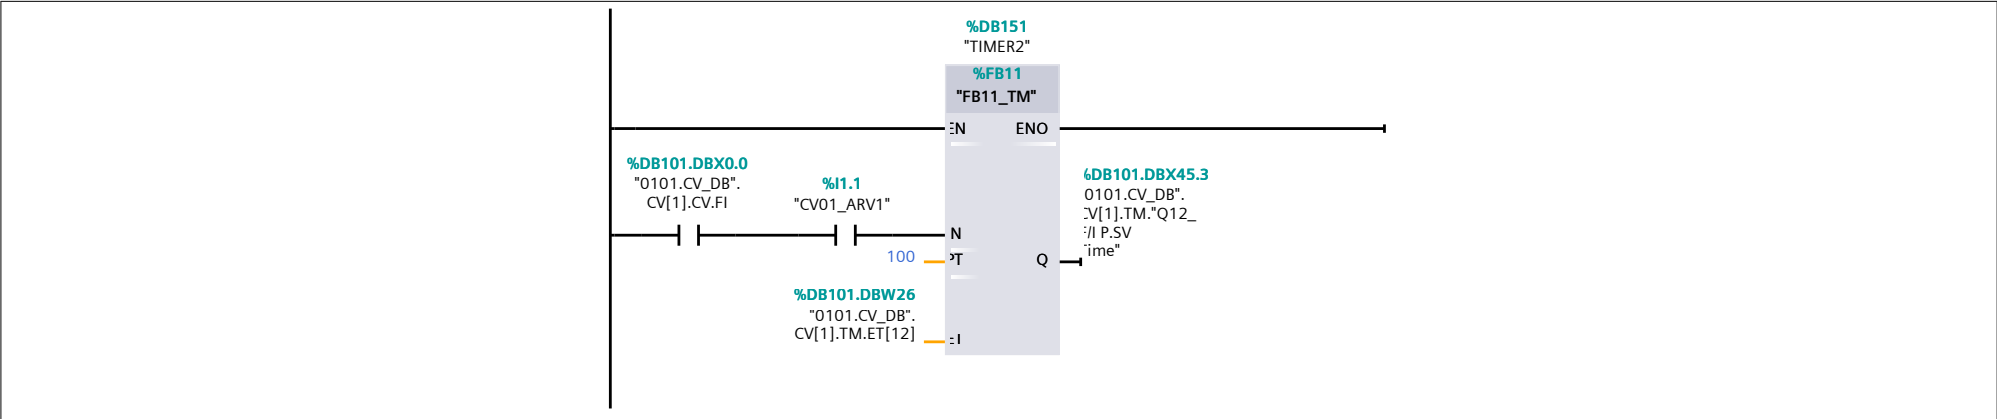 %DB151
"TIMER2"
%FB11
"FB11_TM"
EN ENO
%DB101.DBX0.0
"0101.CV_DB".
CV[1].CV.FI
%I1.1
"CV01_ARV1"
%DB101.DBX45.3
0101.CV_DB".
CV[1].TM."Q12_
F/I P.SV
Time"
N
100
PT Q
%DB101.DBW26
"0101.CV_DB".
CV[1].TM.ET[12]